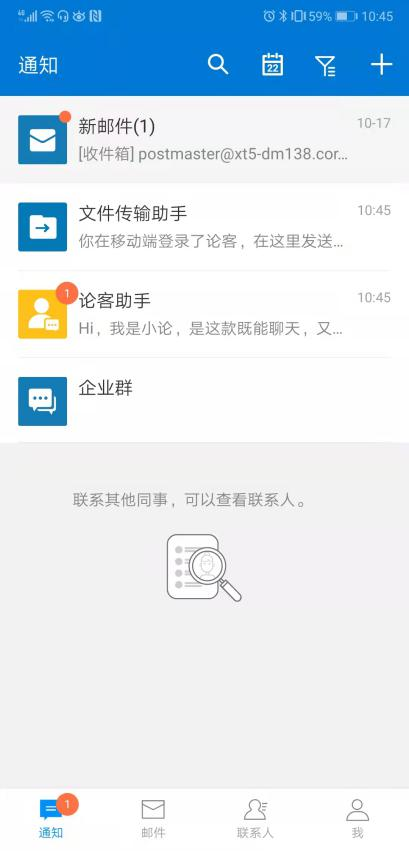 4G 59% 10:45
通知
22
新邮件(1) 10-17
[收件箱] postmaster@xt5-dm138.cor...
文件传输助手 10:45
你在移动端登录了论客，在这里发送...
1
论客助手 10:45
Hi，我是小论，是这款既能聊天，又...
企业群
联系其他同事，可以查看联系人。
1
通知 邮件 联系人 我